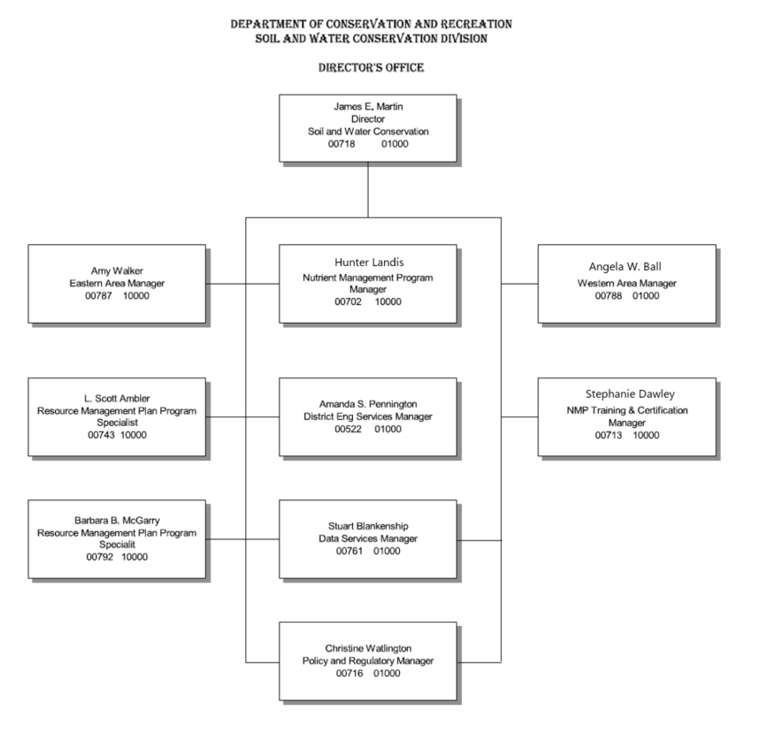 DEPARTMENT OF CONSERVATION AND RECREATION
SOIL AND WATER CONSERVATION DIVISION
DIRECTOR'S OFFICE
James E. Martin
Director
Soil and Water Conservation
00718 01000
Amy Walker
Eastern Area Manager
00787 10000
Hunter Landis
Nutrient Management Program
Manager
00702 10000
Angela W. Ball
Western Area Manager
00788 01000
L. Scott Ambler
Resource Management Plan Program
Specialist
00743 10000
Amanda S. Pennington
District Eng Services Manager
00522 01000
Stephanie Dawley
NMP Training & Certification
Manager
00713 10000
Barbara B. McGarry
Resource Management Plan Program
Specialit
00792 10000
Stuart Blankenship
Data Services Manager
00761 01000
Christine Watlington
Policy and Regulatory Manager
00716 01000